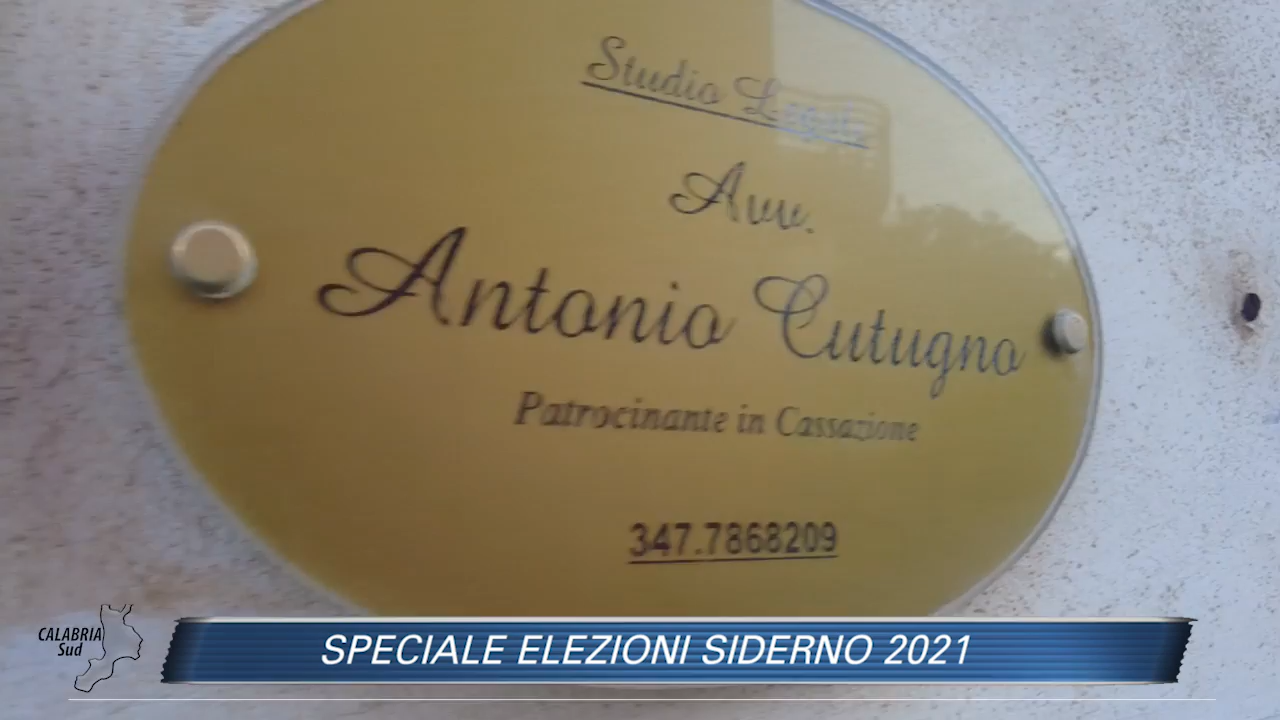 Studio Legale
Avv.
Antonio Cutugno
Patrocinante in Cassazione
347.7868209
CALABRIA
Sud
SPECIALE ELEZIONI SIDERNO 2021